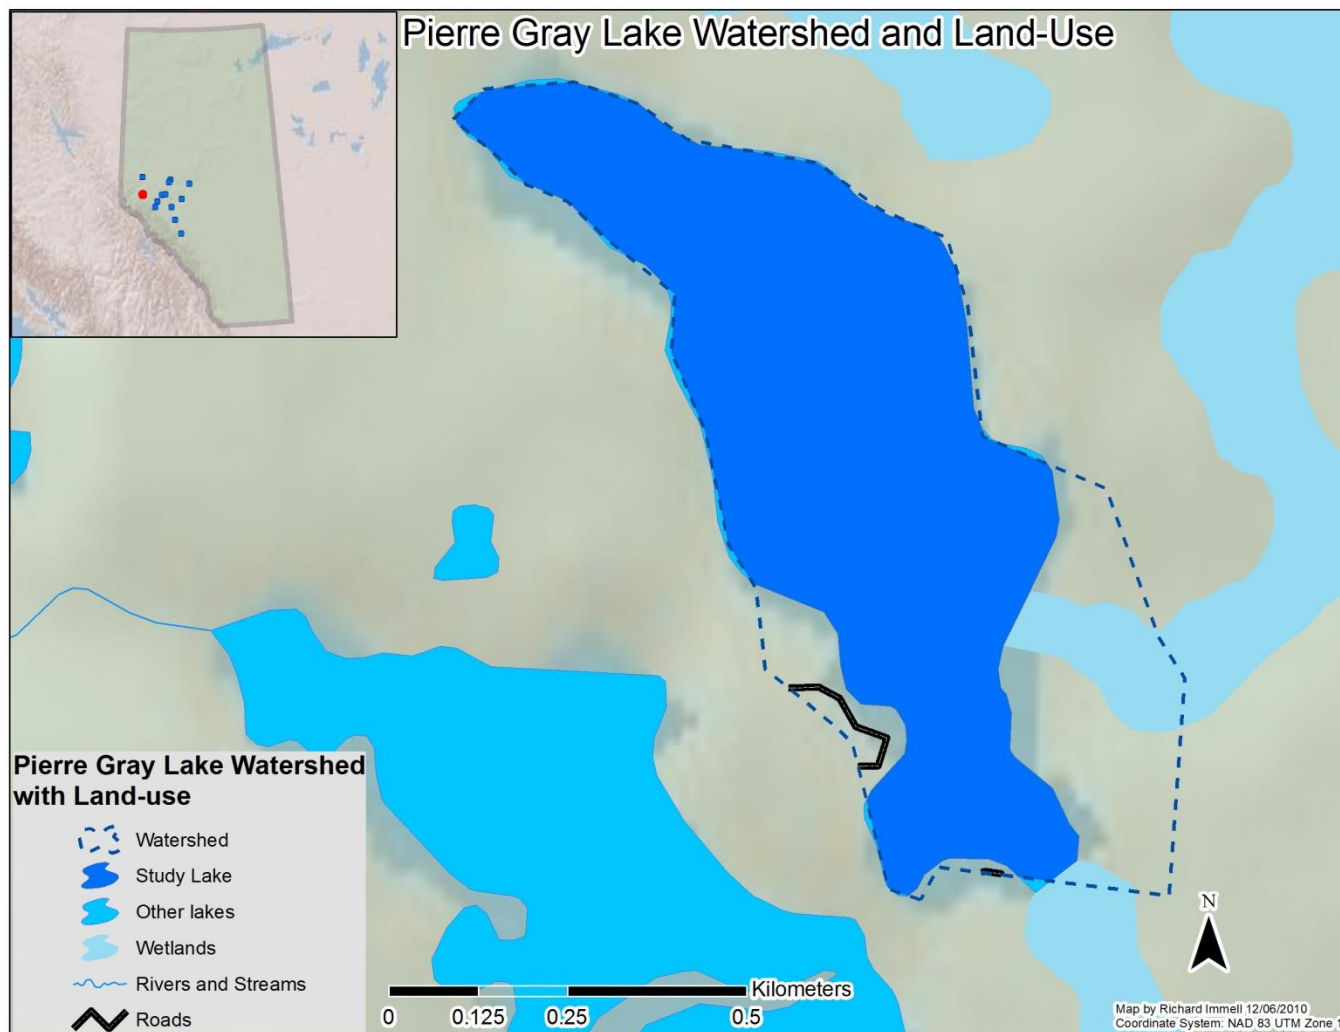 Pierre Gray Lake Watershed and Land-Use
Pierre Gray Lake Watershed
with Land-use
Watershed
Study Lake
Other lakes
Wetlands
Rivers and Streams
Roads
Kilometers
0 0.125 0.25 0.5
N
Map by Richard Immell 12/06/2010
Coordinate System: NAD 83 UTM Zone